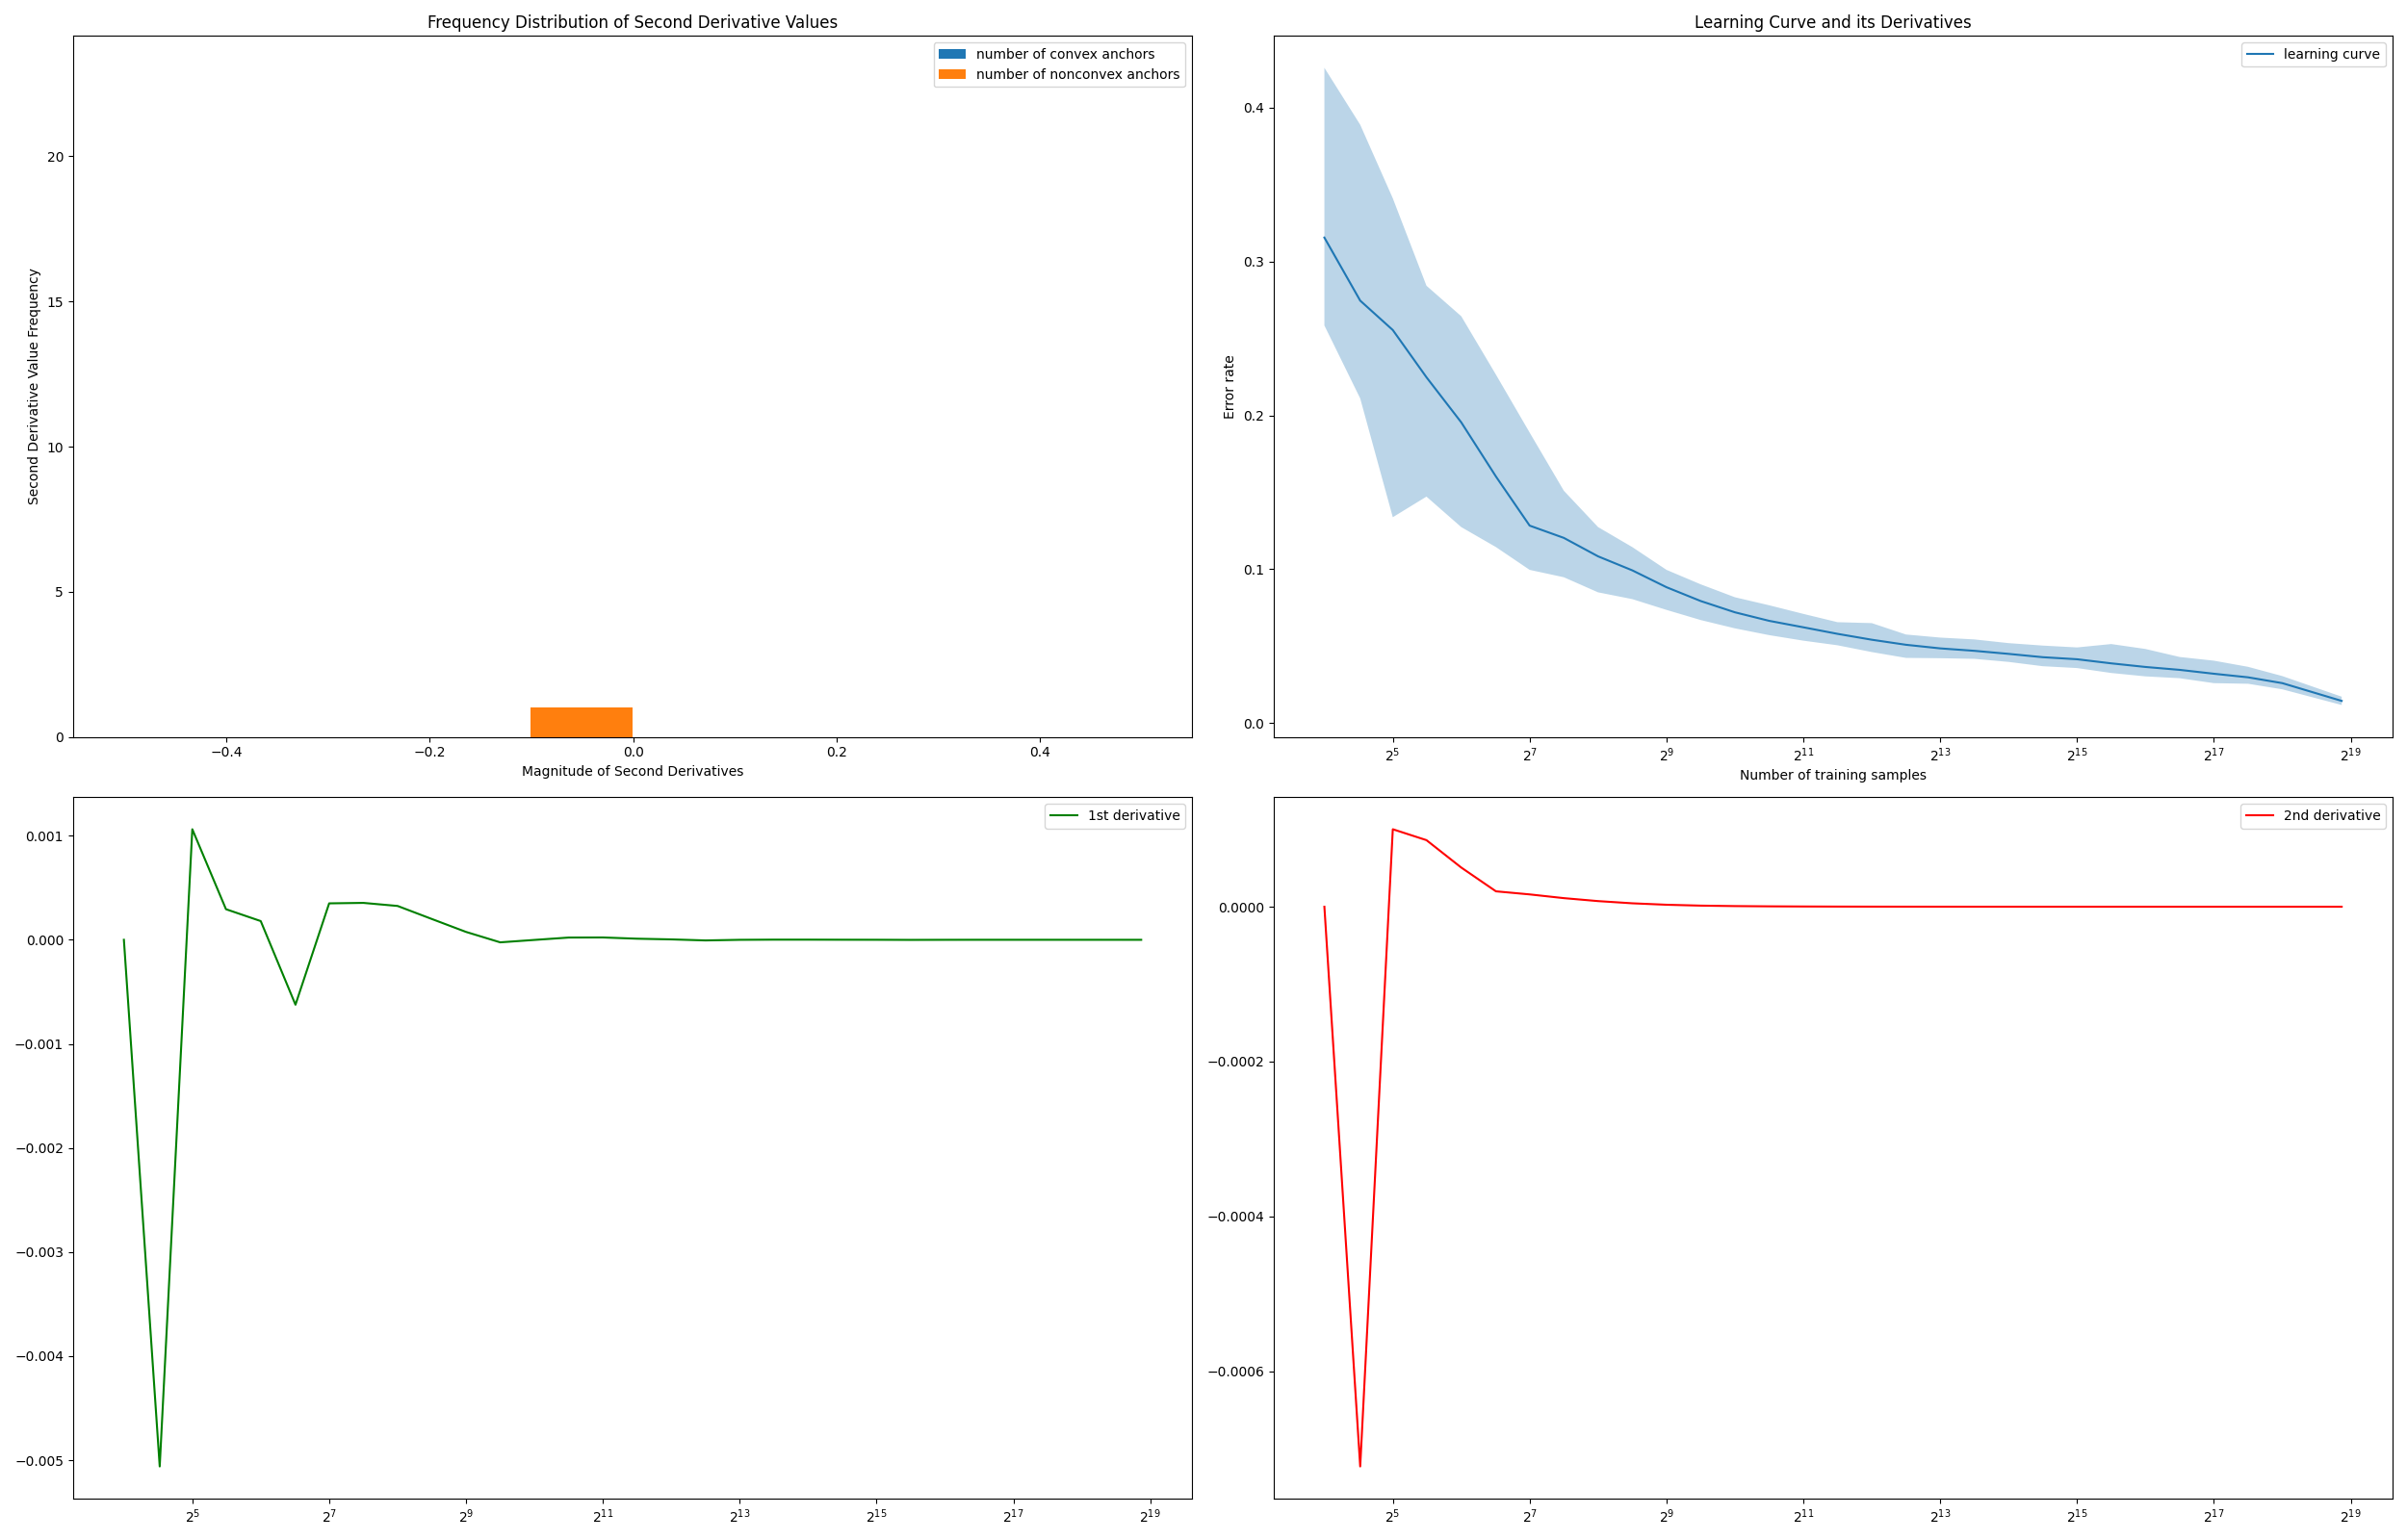 Frequency Distribution of Second Derivative Values
number of convex anchors
number of nonconvex anchors
Second Derivative Value Frequency
20
15
10
5
0
−0.4 −0.2 0.0 0.2 0.4
Magnitude of Second Derivatives
Learning Curve and its Derivatives
learning curve
Error rate
0.4
0.3
0.2
0.1
0.0
2^5 2^7 2^9 2^11 2^13 2^15 2^17 2^19
Number of training samples
1st derivative
0.001
0.000
−0.001
−0.002
−0.003
−0.004
−0.005
2^5 2^7 2^9 2^11 2^13 2^15 2^17 2^19
2nd derivative
0.0000
−0.0002
−0.0004
−0.0006
2^5 2^7 2^9 2^11 2^13 2^15 2^17 2^19